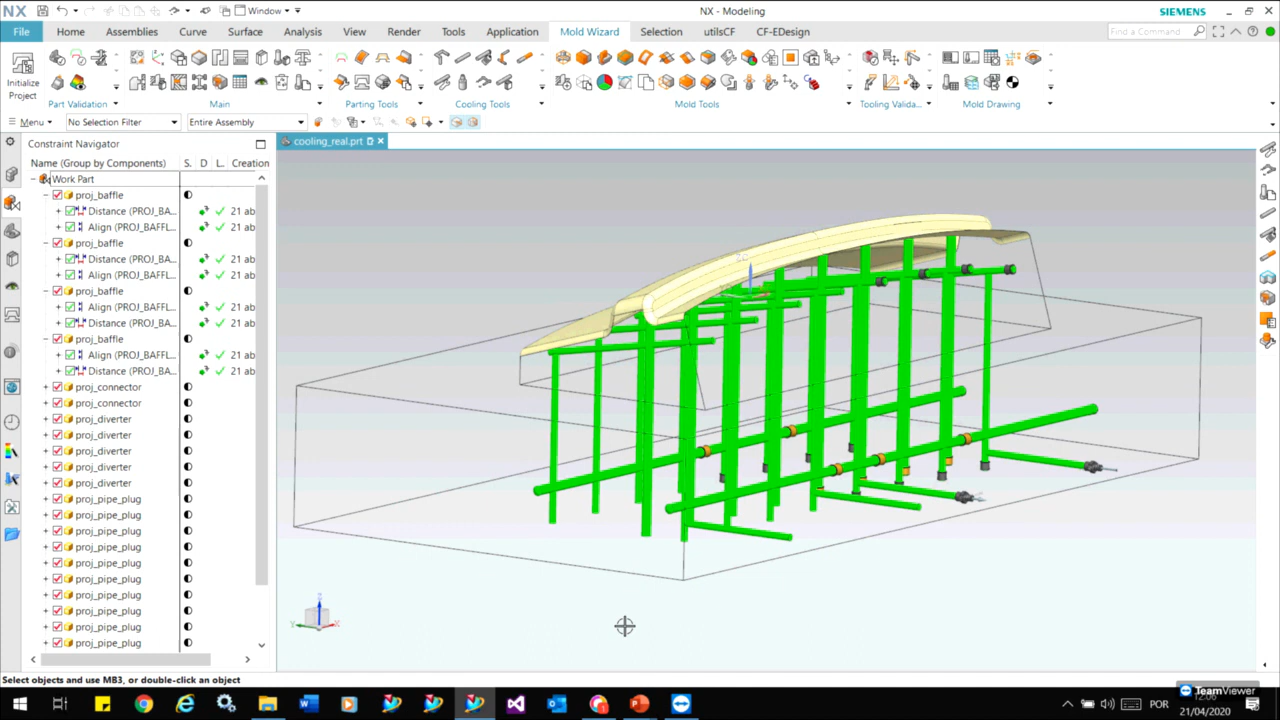 NX
Window
NX - Modeling
SIEMENS
File
Home
Assemblies
Curve
Surface
Analysis
View
Render
Tools
Application
Mold Wizard
Selection
utilsCF
CF-EDesign
Find a Command
Initialize
Project
Part Validation
Main
Parting Tools
Cooling Tools
Mold Tools
Tooling Valida...
Mold Drawing
Menu
No Selection Filter
Entire Assembly
Constraint Navigator
cooling_real.prt
Name (Group by Components)
S.
D
L..
Creation
Work Part
proj_baffle
Distance (PROJ_BA...
21 ab
Align (PROJ_BAFFL...
21 ab
proj_baffle
Distance (PROJ_BA...
21 ab
Align (PROJ_BAFFL...
21 ab
proj_baffle
Align (PROJ_BAFFL...
21 ab
Distance (PROJ_BA...
21 ab
proj_baffle
Align (PROJ_BAFFL...
21 ab
Distance (PROJ_BA...
21 ab
proj_connector
proj_connector
proj_diverter
proj_diverter
proj_diverter
proj_diverter
proj_diverter
proj_pipe_plug
proj_pipe_plug
proj_pipe_plug
proj_pipe_plug
proj_pipe_plug
proj_pipe_plug
proj_pipe_plug
proj_pipe_plug
proj_pipe_plug
proj_pipe_plug
ZC
Z
Y
X
Select objects and use MB3, or double-click an object
TeamViewer
POR
12:06
21/04/2020